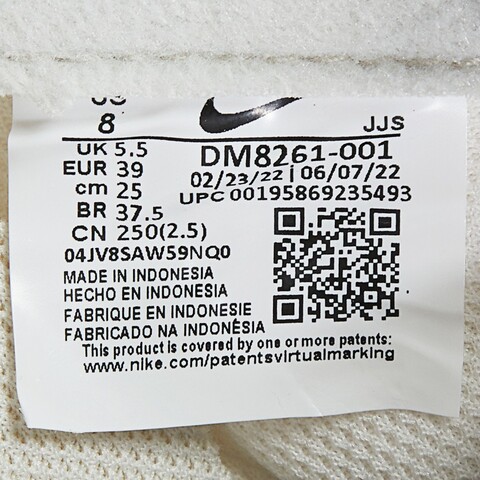 US
8
JJS
UK 5.5
EUR 39
cm 25
BR 37.5
CN 250(2.5)
DM8261-001
02/23/22 | 06/07/22
UPC 00195869235493
04JV8SAW59NQ0
MADE IN INDONESIA
HECHO EN INDONESIA
FABRIQUE EN INDONESIE
FABRICADO NA INDONÉSIA
This product is covered by one or more patents:
www.nike.com/patentsvirtualmarking